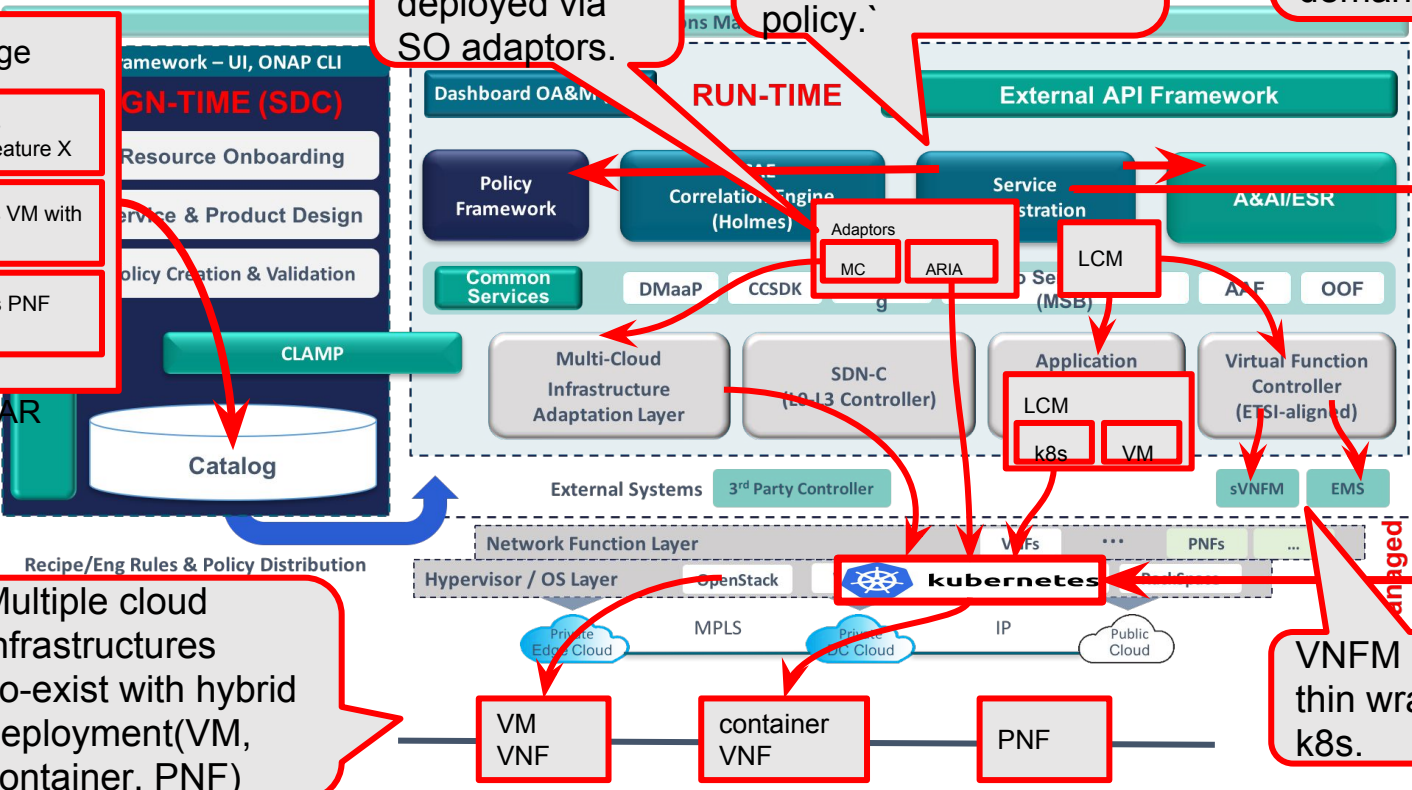 deployed via
SO adaptors.
policy.`
ns Ma
ge
ramework – UI, ONAP CLI
GN-TIME (SDC)
eature X
Resource Onboarding
VM with
rvice & Product Design
olicy Creation & Validation
PNF
CLAMP
AR
Catalog
Recipe/Eng Rules & Policy Distribution
Dashboard OA&M
RUN-TIME
External API Framework
Policy
Framework
Correlation Engine
(Holmes)
Service
stration
A&AI/ESR
Adaptors
MC
ARIA
LCM
Common
Services
DMaaP
CCSDK
g
o Se
(MSB)
AAF
OOF
Multi-Cloud
Infrastructure
Adaptation Layer
SDN-C
(L0-L3 Controller)
Application
LCM
k8s
VM
Virtual Function
Controller
(ETSI-aligned)
External Systems
3rd Party Controller
sVNFM
EMS
Network Function Layer
VNFs
...
PNFs
...
Hypervisor / OS Layer
OpenStack
kubernetes
anaged
Private
Edge Cloud
MPLS
Private
DC Cloud
IP
Public
Cloud
Multiple cloud
nfrastructures
o-exist with hybrid
eployment(VM,
ontainer, PNF)
VM
VNF
container
VNF
PNF
VNFM
thin wra
k8s.